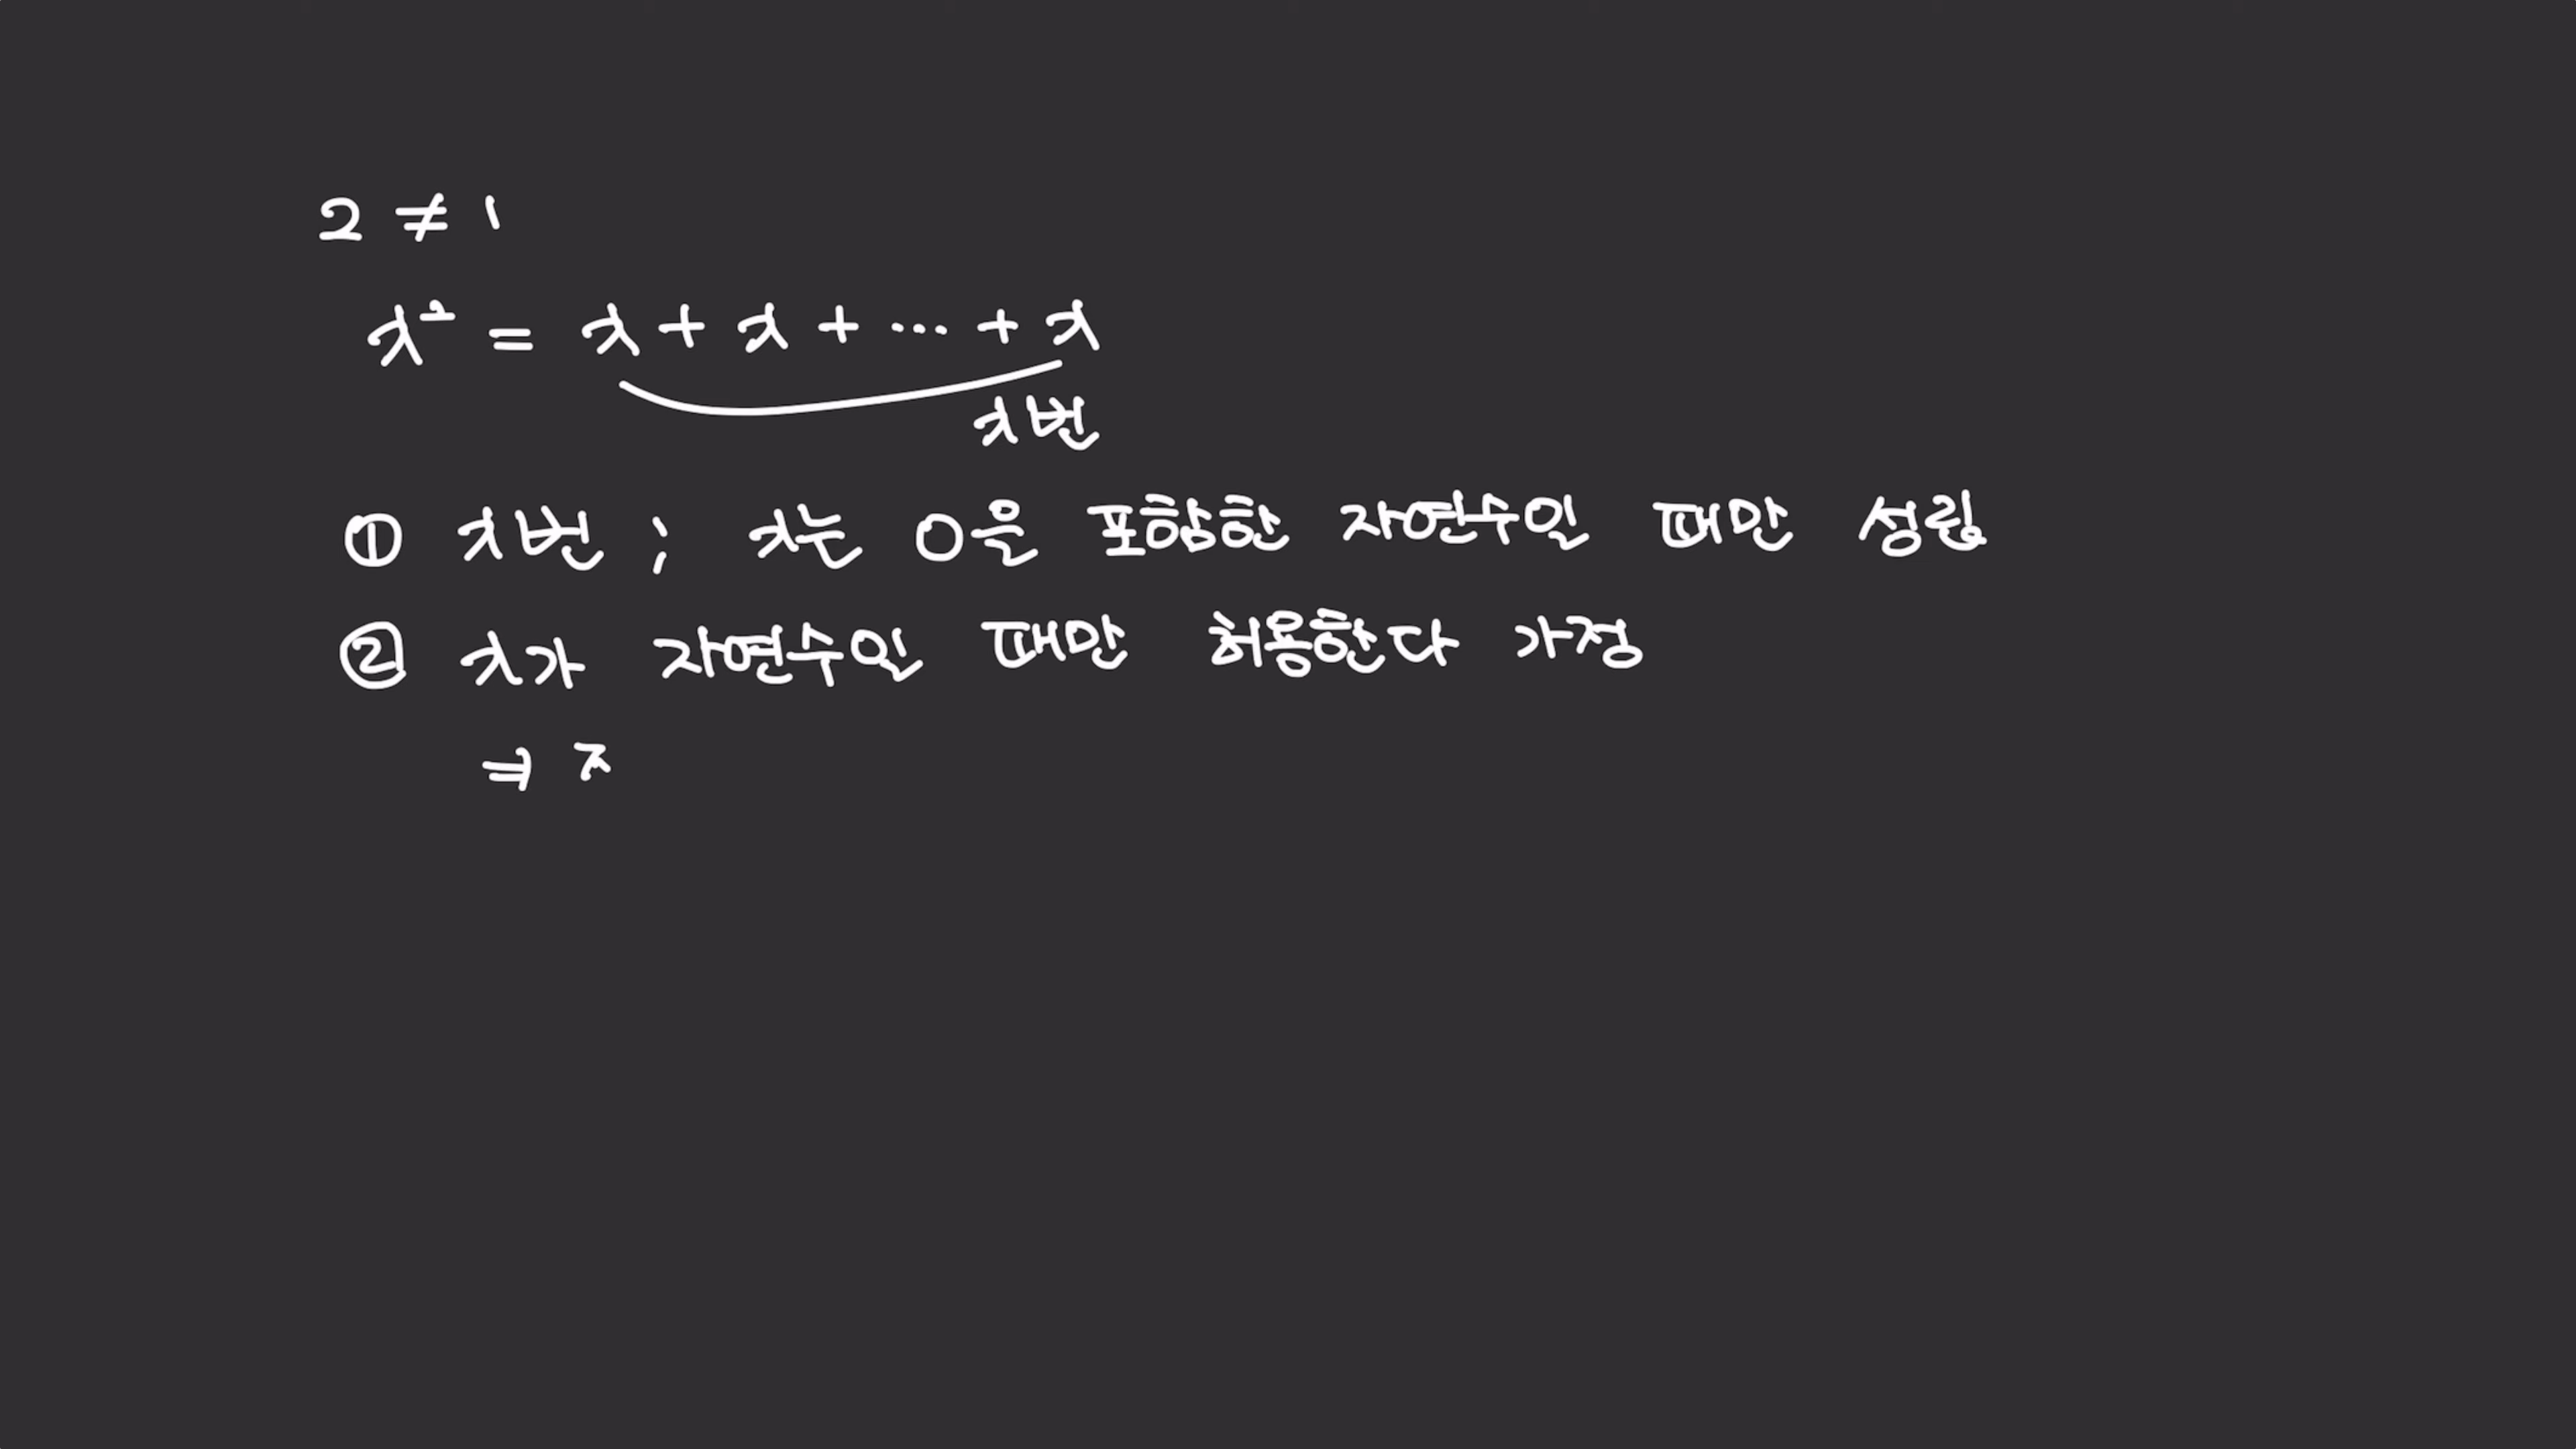 2 ≠ 1
x² = x + x + ... + x
x번
① x번 ; x는 0을 포함한 자연수일 때만 성립
② x가 자연수일 때만 허용한다 가정
⇒ ㅈ